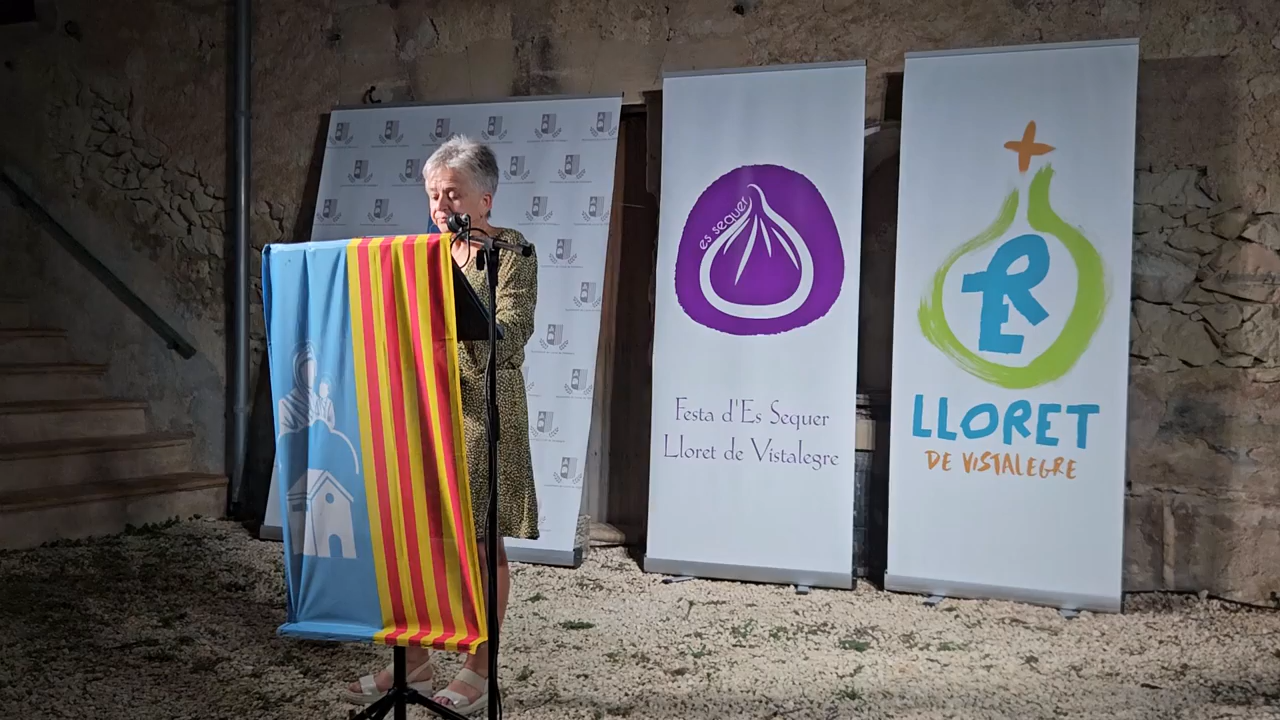 es sequer
Festa d'Es Sequer
Lloret de Vistalegre
LLORET
DE VISTALEGRE